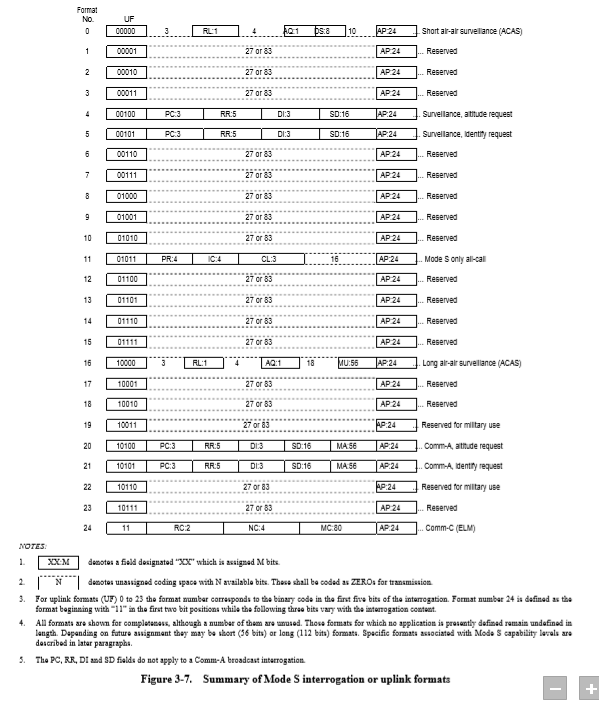 Format
No. UF
0 00000 3 RL:1 4 AQ:1 DS:8 10 AP:24 ... Short air-air surveillance (ACAS)
1 00001 27 or 83 AP:24 ... Reserved
2 00010 27 or 83 AP:24 ... Reserved
3 00011 27 or 83 AP:24 ... Reserved
4 00100 PC:3 RR:5 DI:3 SD:16 AP:24 ... Surveillance, altitude request
5 00101 PC:3 RR:5 DI:3 SD:16 AP:24 ... Surveillance, Identify request
6 00110 27 or 83 AP:24 ... Reserved
7 00111 27 or 83 AP:24 ... Reserved
8 01000 27 or 83 AP:24 ... Reserved
9 01001 27 or 83 AP:24 ... Reserved
10 01010 27 or 83 AP:24 ... Reserved
11 01011 PR:4 IC:4 CL:3 16 AP:24 ... Mode S only all-call
12 01100 27 or 83 AP:24 ... Reserved
13 01101 27 or 83 AP:24 ... Reserved
14 01110 27 or 83 AP:24 ... Reserved
15 01111 27 or 83 AP:24 ... Reserved
16 10000 3 RL:1 4 AQ:1 18 MU:56 AP:24 ... Long air-air surveillance (ACAS)
17 10001 27 or 83 AP:24 ... Reserved
18 10010 27 or 83 AP:24 ... Reserved
19 10011 27 or 83 AP:24 ... Reserved for military use
20 10100 PC:3 RR:5 DI:3 SD:16 MA:56 AP:24 ... Comm-A, altitude request
21 10101 PC:3 RR:5 DI:3 SD:16 MA:56 AP:24 ... Comm-A, Identify request
22 10110 27 or 83 AP:24 ... Reserved for military use
23 10111 27 or 83 AP:24 ... Reserved
24 11 RC:2 NC:4 MC:80 AP:24 ... Comm-C (ELM)
NOTES:
1. XX:M denotes a field designated "XX" which is assigned M bits.
2. N denotes unassigned coding space with N available bits. These shall be coded as ZEROs for transmission.
3. For uplink formats (UF) 0 to 23 the format number corresponds to the binary code in the first five bits of the interrogation. Format number 24 is defined as the
format beginning with "11" in the first two bit positions while the following three bits vary with the interrogation content.
4. All formats are shown for completeness, although a number of them are unused. Those formats for which no application is presently defined remain undefined in
length. Depending on future assignment they may be short (56 bits) or long (112 bits) formats. Specific formats associated with Mode S capability levels are
described in later paragraphs.
5. The PC, RR, DI and SD fields do not apply to a Comm-A broadcast interrogation.
Figure 3-7. Summary of Mode S interrogation or uplink formats